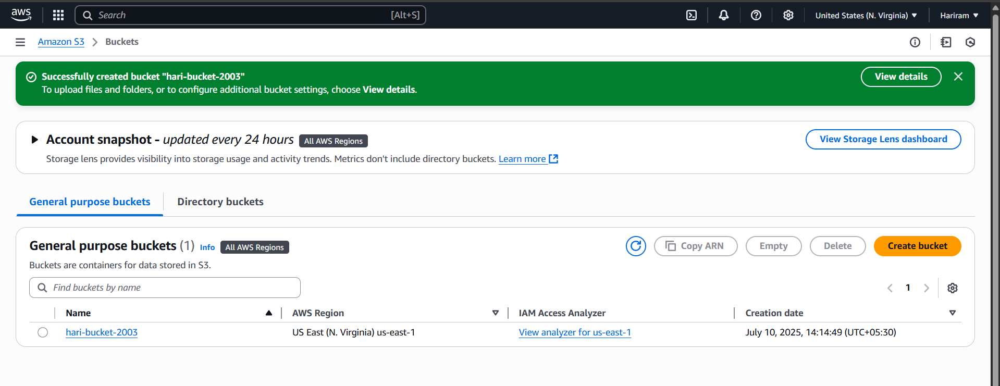 aws
Search [Alt+S]
United States (N. Virginia) Hariram
Amazon S3 Buckets
Successfully created bucket "hari-bucket-2003"
To upload files and folders, or to configure additional bucket settings, choose View details.
View details
Account snapshot - updated every 24 hours All AWS Regions
View Storage Lens dashboard
Storage lens provides visibility into storage usage and activity trends. Metrics don't include directory buckets. Learn more
General purpose buckets Directory buckets
General purpose buckets (1) Info All AWS Regions
Copy ARN Empty Delete Create bucket
Buckets are containers for data stored in S3.
Find buckets by name
1
Name AWS Region IAM Access Analyzer Creation date
hari-bucket-2003 US East (N. Virginia) us-east-1 View analyzer for us-east-1 July 10, 2025, 14:14:49 (UTC+05:30)